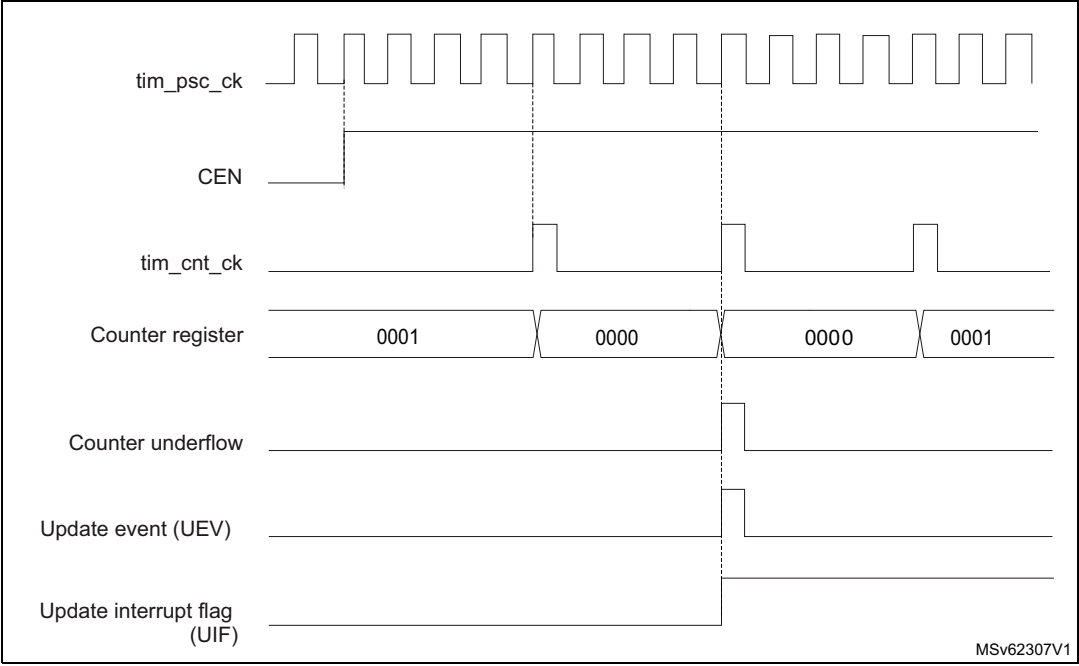 tim_psc_ck
CEN
tim_cnt_ck
Counter register
0001
0000
0000
0001
Counter underflow
Update event (UEV)
Update interrupt flag
(UIF)
MSv62307V1